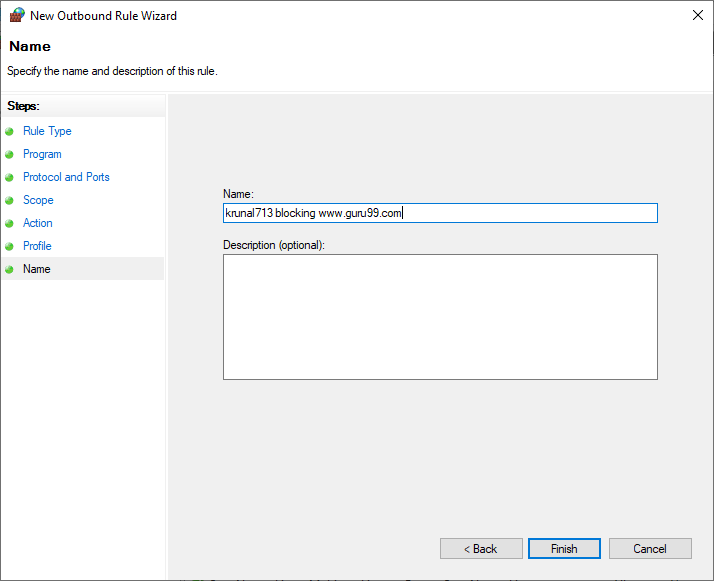 New Outbound Rule Wizard
Name
Specify the name and description of this rule.
Steps:
Rule Type
Program
Protocol and Ports
Scope
Action
Profile
Name
Name:
krunal713 blocking www.guru99.com
Description (optional):
< Back
Finish
Cancel